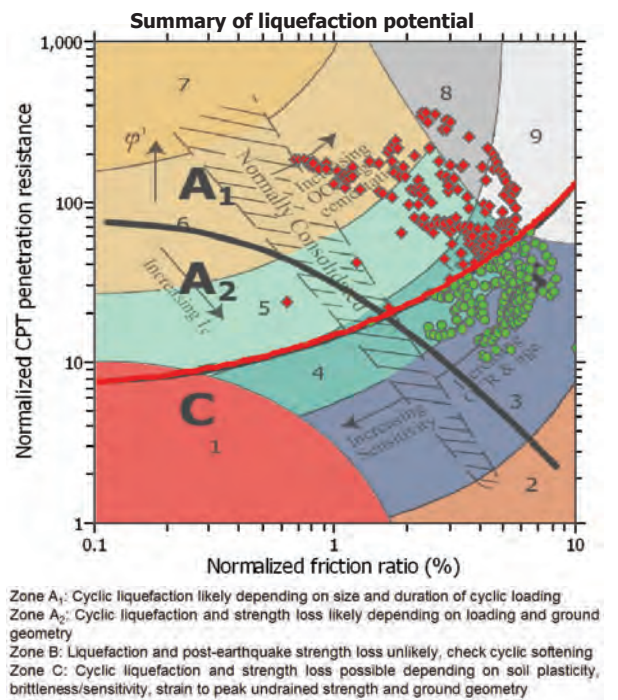 Summary of liquefaction potential
1,000
100
10
1
Normalized CPT penetration resistance
7
8
9
φ'
Increasing
OCR
cementation
Normally Consolidated
A1
6
A2
Increasing Ic
5
4
C
Increasing
Sensitivity
Increasing
OCR & age
3
1
2
0.1
1
10
Normalized friction ratio (%)
Zone A1: Cyclic liquefaction likely depending on size and duration of cyclic loading
Zone A2: Cyclic liquefaction and strength loss likely depending on loading and ground
geometry
Zone B: Liquefaction and post-earthquake strength loss unlikely, check cyclic softening
Zone C: Cyclic liquefaction and strength loss possible depending on soil plasticity,
brittleness/sensitivity, strain to peak undrained strength and ground geometry